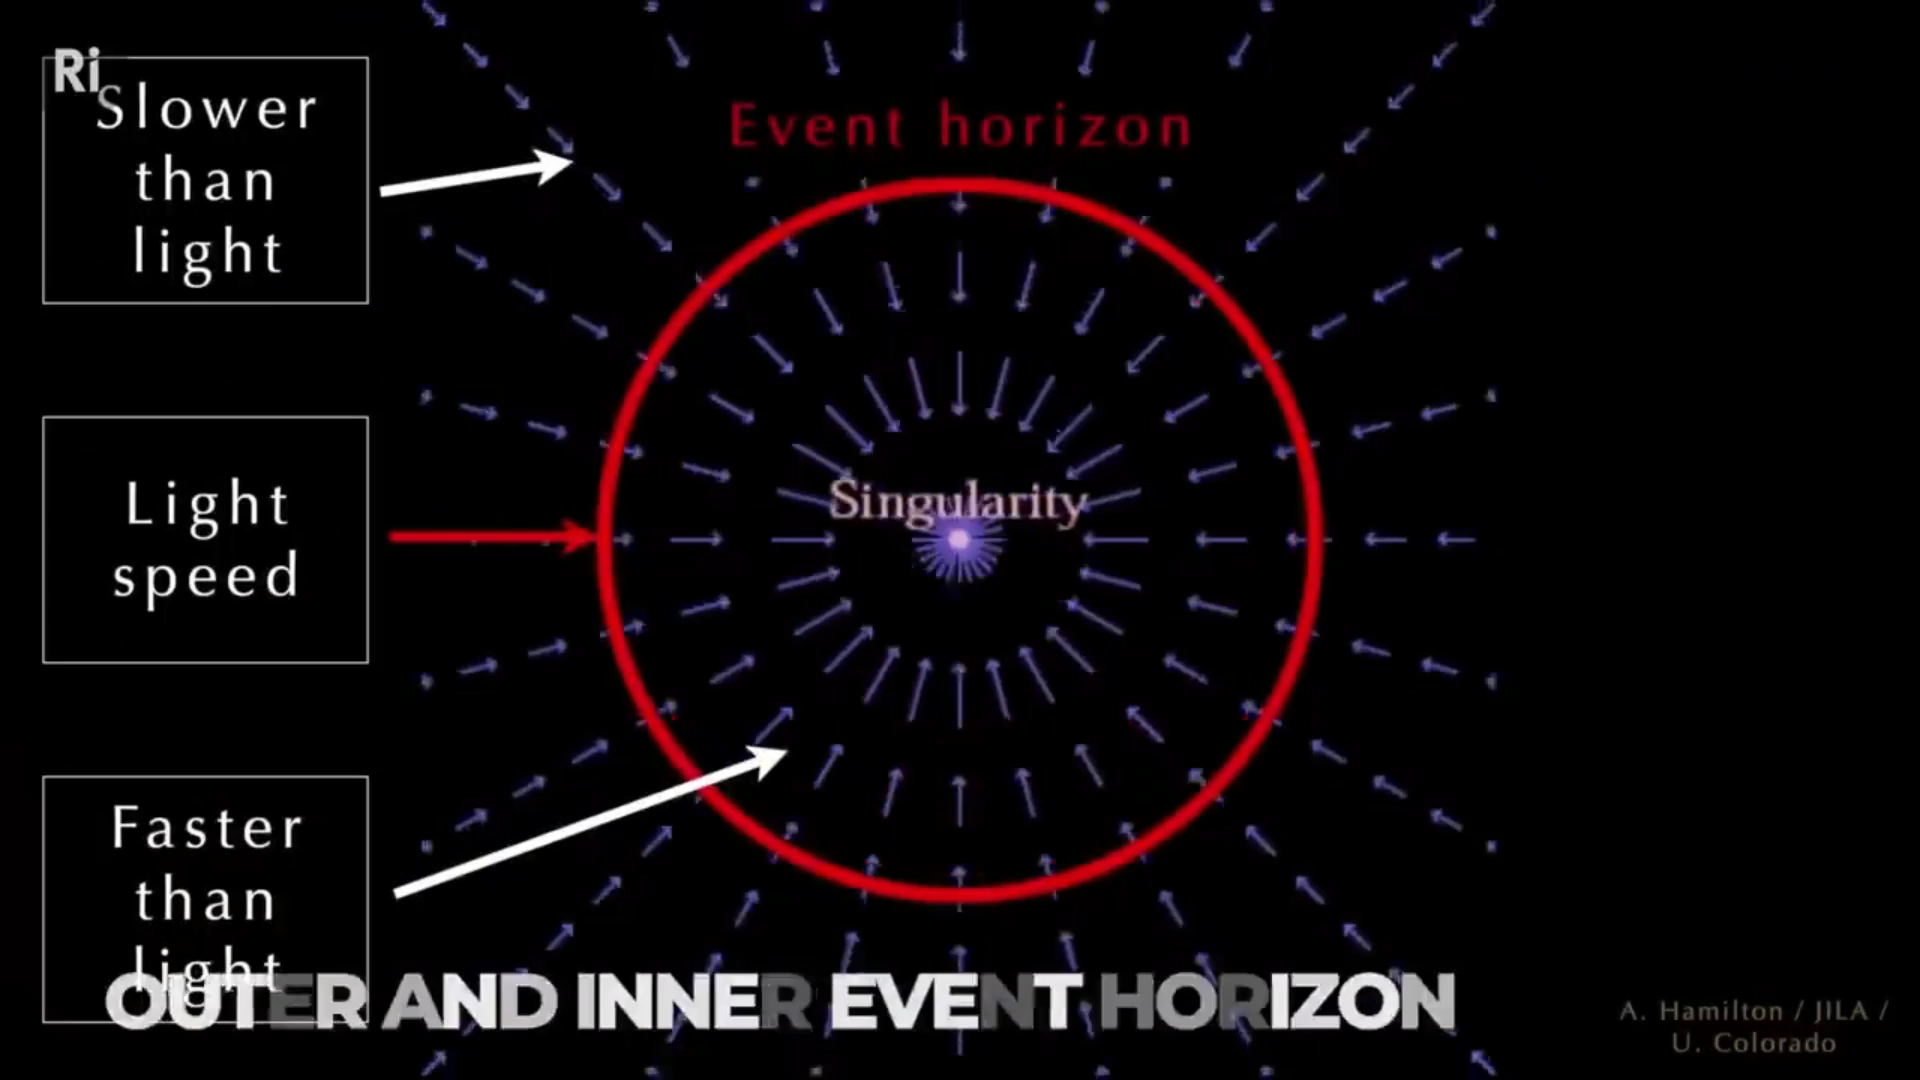 Ri
Slower
than
light
Event horizon
Light
speed
Singularity
Faster
than
light
OUTER AND INNER EVENT HORIZON
A. Hamilton / JILA /
U. Colorado